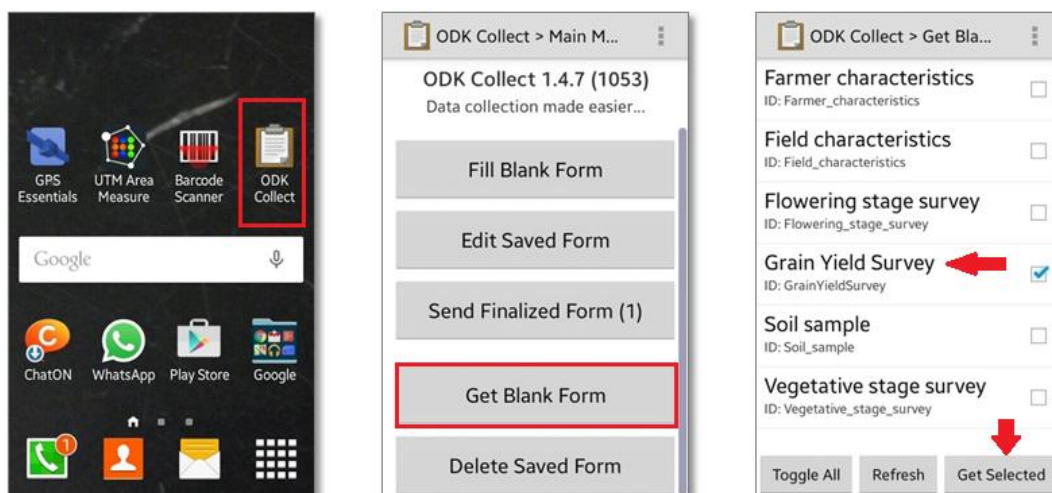 GPS
Essentials
UTM Area
Measure
Barcode
Scanner
ODK
Collect
Google
ChatON
WhatsApp
Play Store
Google
1
ODK Collect > Main M...
ODK Collect 1.4.7 (1053)
Data collection made easier...
Fill Blank Form
Edit Saved Form
Send Finalized Form (1)
Get Blank Form
Delete Saved Form
ODK Collect > Get Bla...
Farmer characteristics
ID: Farmer_characteristics
Field characteristics
ID: Field_characteristics
Flowering stage survey
ID: Flowering_stage_survey
Grain Yield Survey
ID: GrainYieldSurvey
Soil sample
ID: Soil_sample
Vegetative stage survey
ID: Vegetative_stage_survey
Toggle All
Refresh
Get Selected